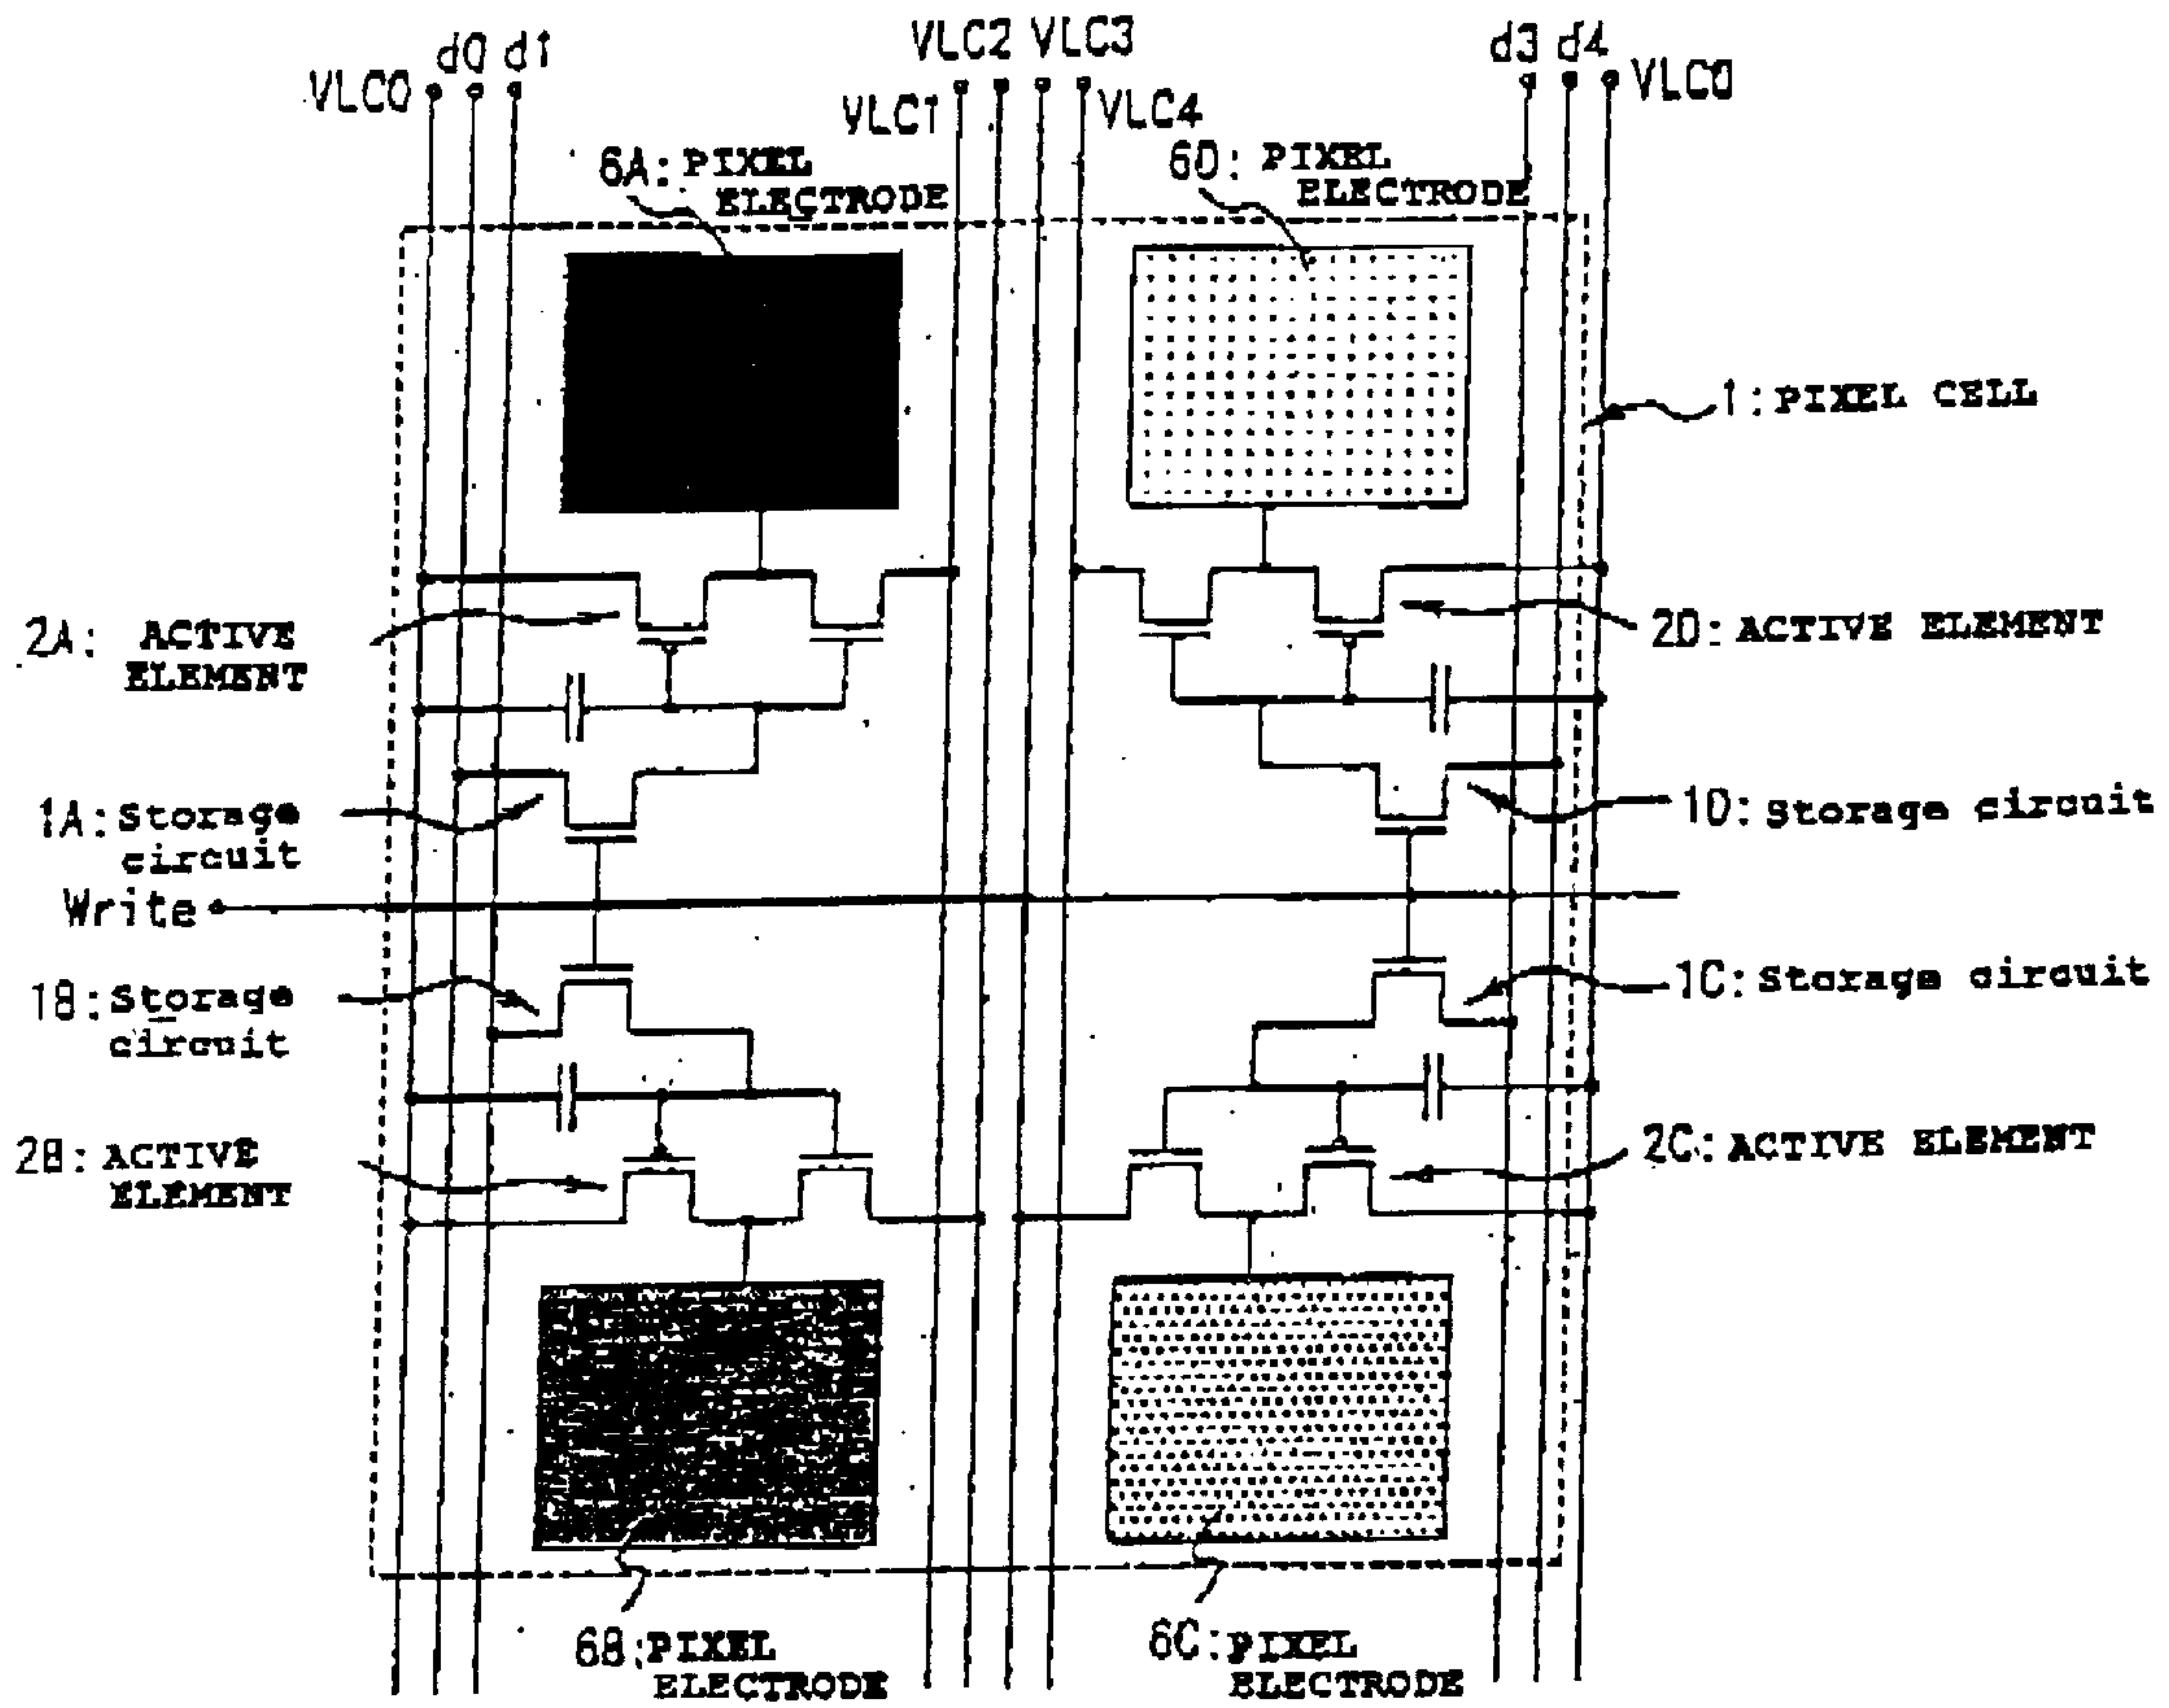 VLC0 d0 d1 VLC1 VLC2 VLC3 VLC4 d3 d4 VLC0
6A: PIXEL
ELECTRODE
6D: PIXEL
ELECTRODE
1: PIXEL CELL
2A: ACTIVE
ELEMENT
2D: ACTIVE ELEMENT
1A: Storage
circuit
1D: Storage circuit
Write
1B: Storage
circuit
1C: Storage circuit
2B: ACTIVE
ELEMENT
2C: ACTIVE ELEMENT
6B: PIXEL
ELECTRODE
6C: PIXEL
ELECTRODE